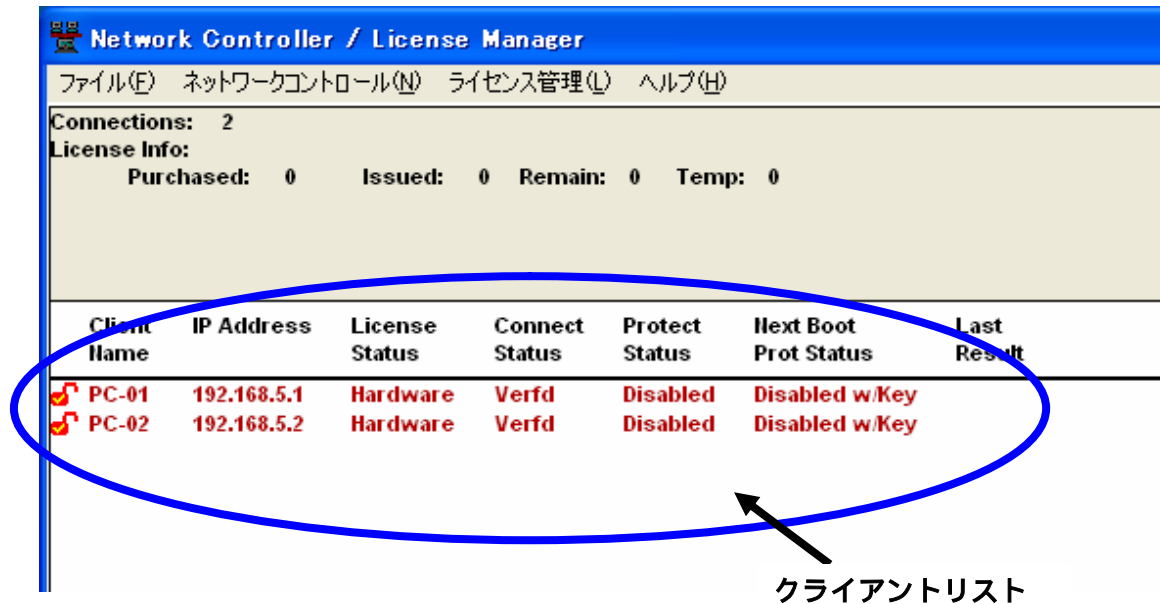 Network Controller / License Manager
ファイル(F) ネットワークコントロール(N) ライセンス管理(L) ヘルプ(H)
Connections: 2
License Info:
Purchased: 0 Issued: 0 Remain: 0 Temp: 0
Client Name IP Address License Status Connect Status Protect Status Next Boot Prot Status Last Result
PC-01 192.168.5.1 Hardware Verfd Disabled Disabled w/Key
PC-02 192.168.5.2 Hardware Verfd Disabled Disabled w/Key
クライアントリスト